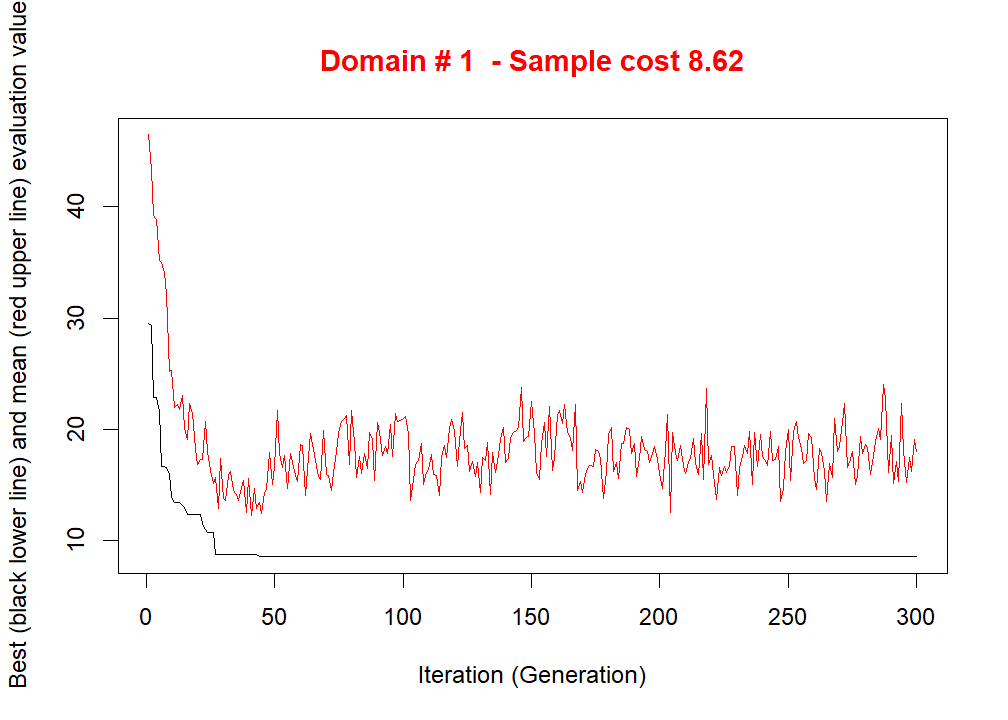 Domain # 1  - Sample cost 8.62
Best (black lower line) and mean (red upper line) evaluation value
40
30
20
10
0 50 100 150 200 250 300
Iteration (Generation)